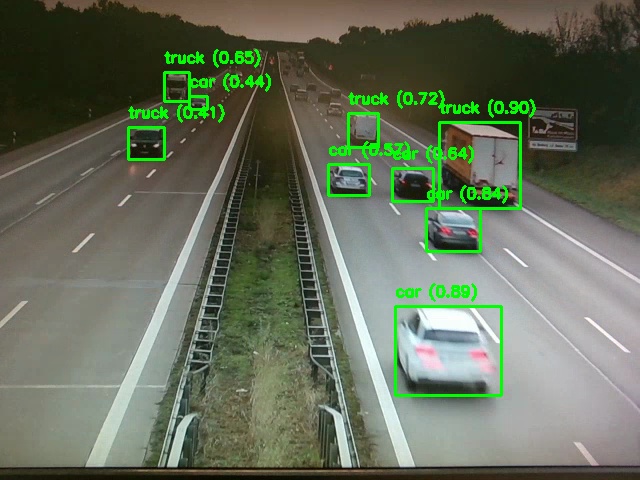 truck (0.65)
car (0.44)
truck (0.41)
truck (0.72)
truck (0.90)
car (0.57)
car (0.64)
car (0.84)
car (0.89)